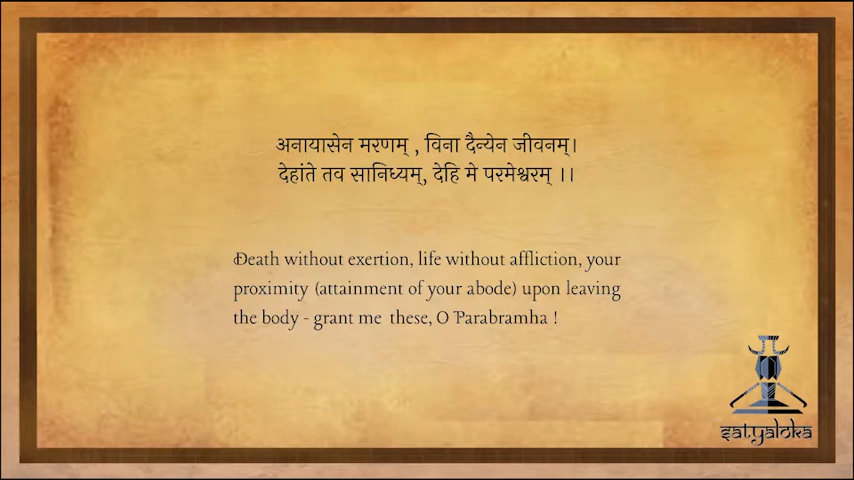 अनायासेन मरणम् , विना दैन्येन जीवनम्।
देहांते तव सानिध्यम्, देहि मे परमेश्वरम् ।।
Death without exertion, life without affliction, your
proximity (attainment of your abode) upon leaving
the body - grant me these, O Parabramha !
satyaloka